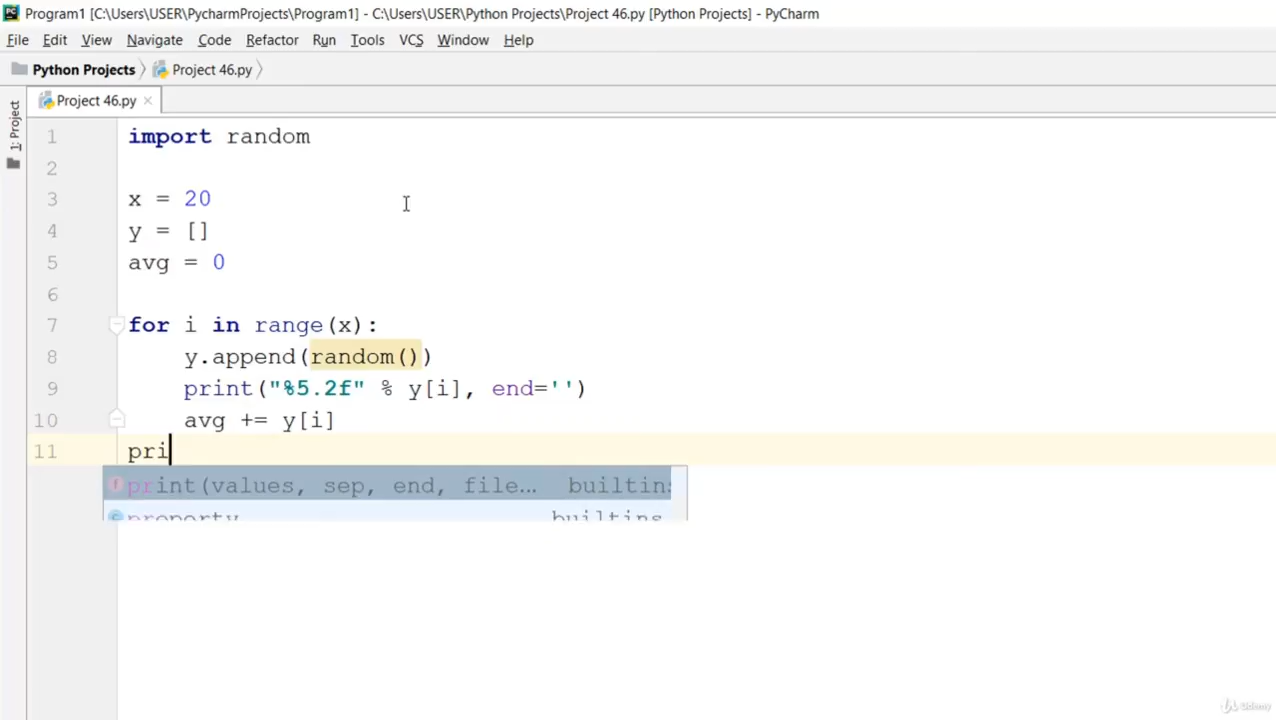 Program1 [C:\Users\USER\PycharmProjects\Program1] - C:\Users\USER\Python Projects\Project 46.py [Python Projects] - PyCharm
File Edit View Navigate Code Refactor Run Tools VCS Window Help
Python Projects Project 46.py
Project 46.py
1: Project
1 import random
2
3 x = 20
4 y = []
5 avg = 0
6
7 for i in range(x):
8 y.append(random())
9 print("%5.2f" % y[i], end='')
10 avg += y[i]
11 pri
print(values, sep, end, file... builtins
property builtins
Udemy